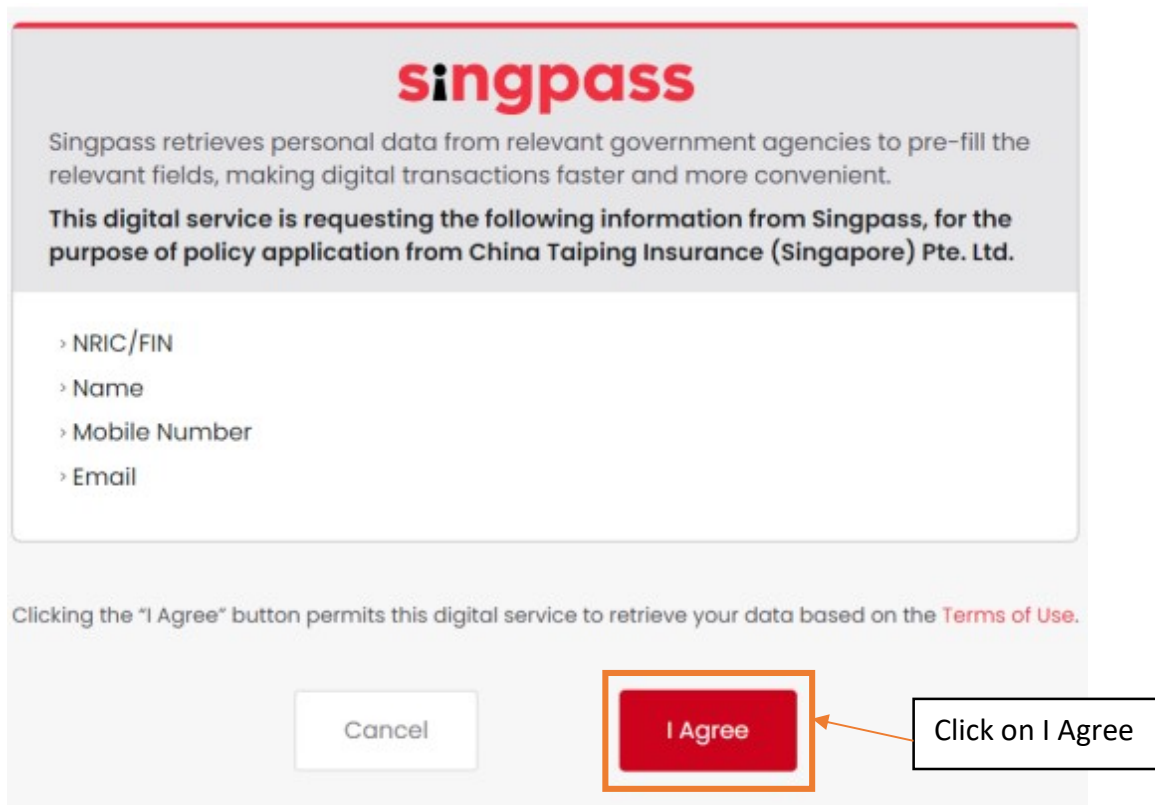 singpass
Singpass retrieves personal data from relevant government agencies to pre-fill the
relevant fields, making digital transactions faster and more convenient.
This digital service is requesting the following information from Singpass, for the
purpose of policy application from China Taiping Insurance (Singapore) Pte. Ltd.
› NRIC/FIN
› Name
› Mobile Number
› Email
Clicking the “I Agree” button permits this digital service to retrieve your data based on the Terms of Use.
Cancel
I Agree
Click on I Agree